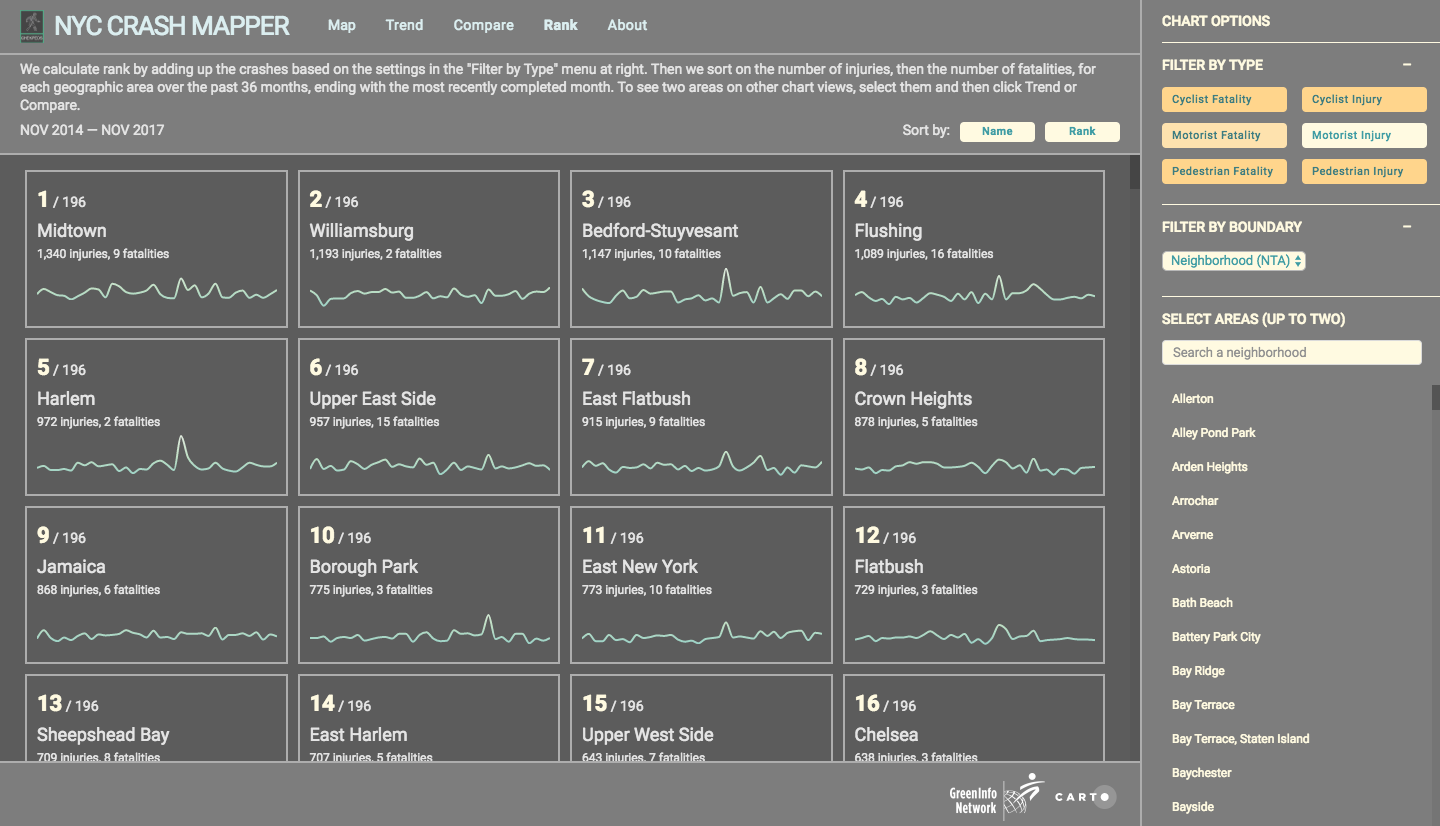 NYC CRASH MAPPER
Map Trend Compare Rank About
We calculate rank by adding up the crashes based on the settings in the "Filter by Type" menu at right. Then we sort on the number of injuries, then the number of fatalities, for
each geographic area over the past 36 months, ending with the most recently completed month. To see two areas on other chart views, select them and then click Trend or
Compare.
NOV 2014 — NOV 2017
Sort by: Name Rank
1 / 196
Midtown
1,340 injuries, 9 fatalities
2 / 196
Williamsburg
1,193 injuries, 2 fatalities
3 / 196
Bedford-Stuyvesant
1,147 injuries, 10 fatalities
4 / 196
Flushing
1,089 injuries, 16 fatalities
5 / 196
Harlem
972 injuries, 2 fatalities
6 / 196
Upper East Side
957 injuries, 15 fatalities
7 / 196
East Flatbush
915 injuries, 9 fatalities
8 / 196
Crown Heights
878 injuries, 5 fatalities
9 / 196
Jamaica
868 injuries, 6 fatalities
10 / 196
Borough Park
775 injuries, 3 fatalities
11 / 196
East New York
773 injuries, 10 fatalities
12 / 196
Flatbush
729 injuries, 3 fatalities
13 / 196
Sheepshead Bay
709 injuries, 8 fatalities
14 / 196
East Harlem
707 injuries, 5 fatalities
15 / 196
Upper West Side
643 injuries, 7 fatalities
16 / 196
Chelsea
638 injuries, 3 fatalities
GreenInfo
Network
CARTO
CHART OPTIONS
FILTER BY TYPE –
Cyclist Fatality Cyclist Injury
Motorist Fatality Motorist Injury
Pedestrian Fatality Pedestrian Injury
FILTER BY BOUNDARY –
Neighborhood (NTA)
SELECT AREAS (UP TO TWO)
Search a neighborhood
Allerton
Alley Pond Park
Arden Heights
Arrochar
Arverne
Astoria
Bath Beach
Battery Park City
Bay Ridge
Bay Terrace
Bay Terrace, Staten Island
Baychester
Bayside